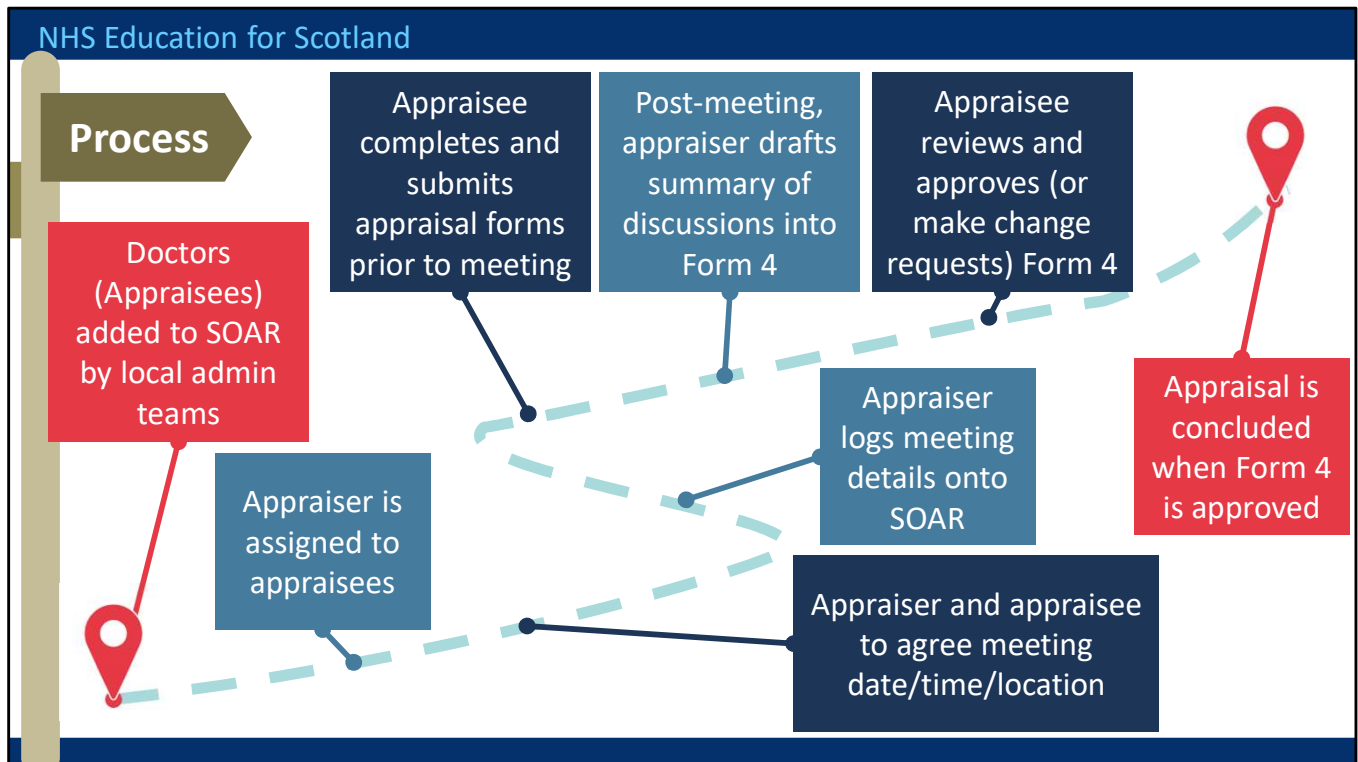 NHS Education for Scotland
Process
Doctors
(Appraisees)
added to SOAR
by local admin
teams
Appraiser is
assigned to
appraisees
Appraiser and appraisee
to agree meeting
date/time/location
Appraiser
logs meeting
details onto
SOAR
Appraisee
completes and
submits
appraisal forms
prior to meeting
Post-meeting,
appraiser drafts
summary of
discussions into
Form 4
Appraisee
reviews and
approves (or
make change
requests) Form 4
Appraisal is
concluded
when Form 4
is approved